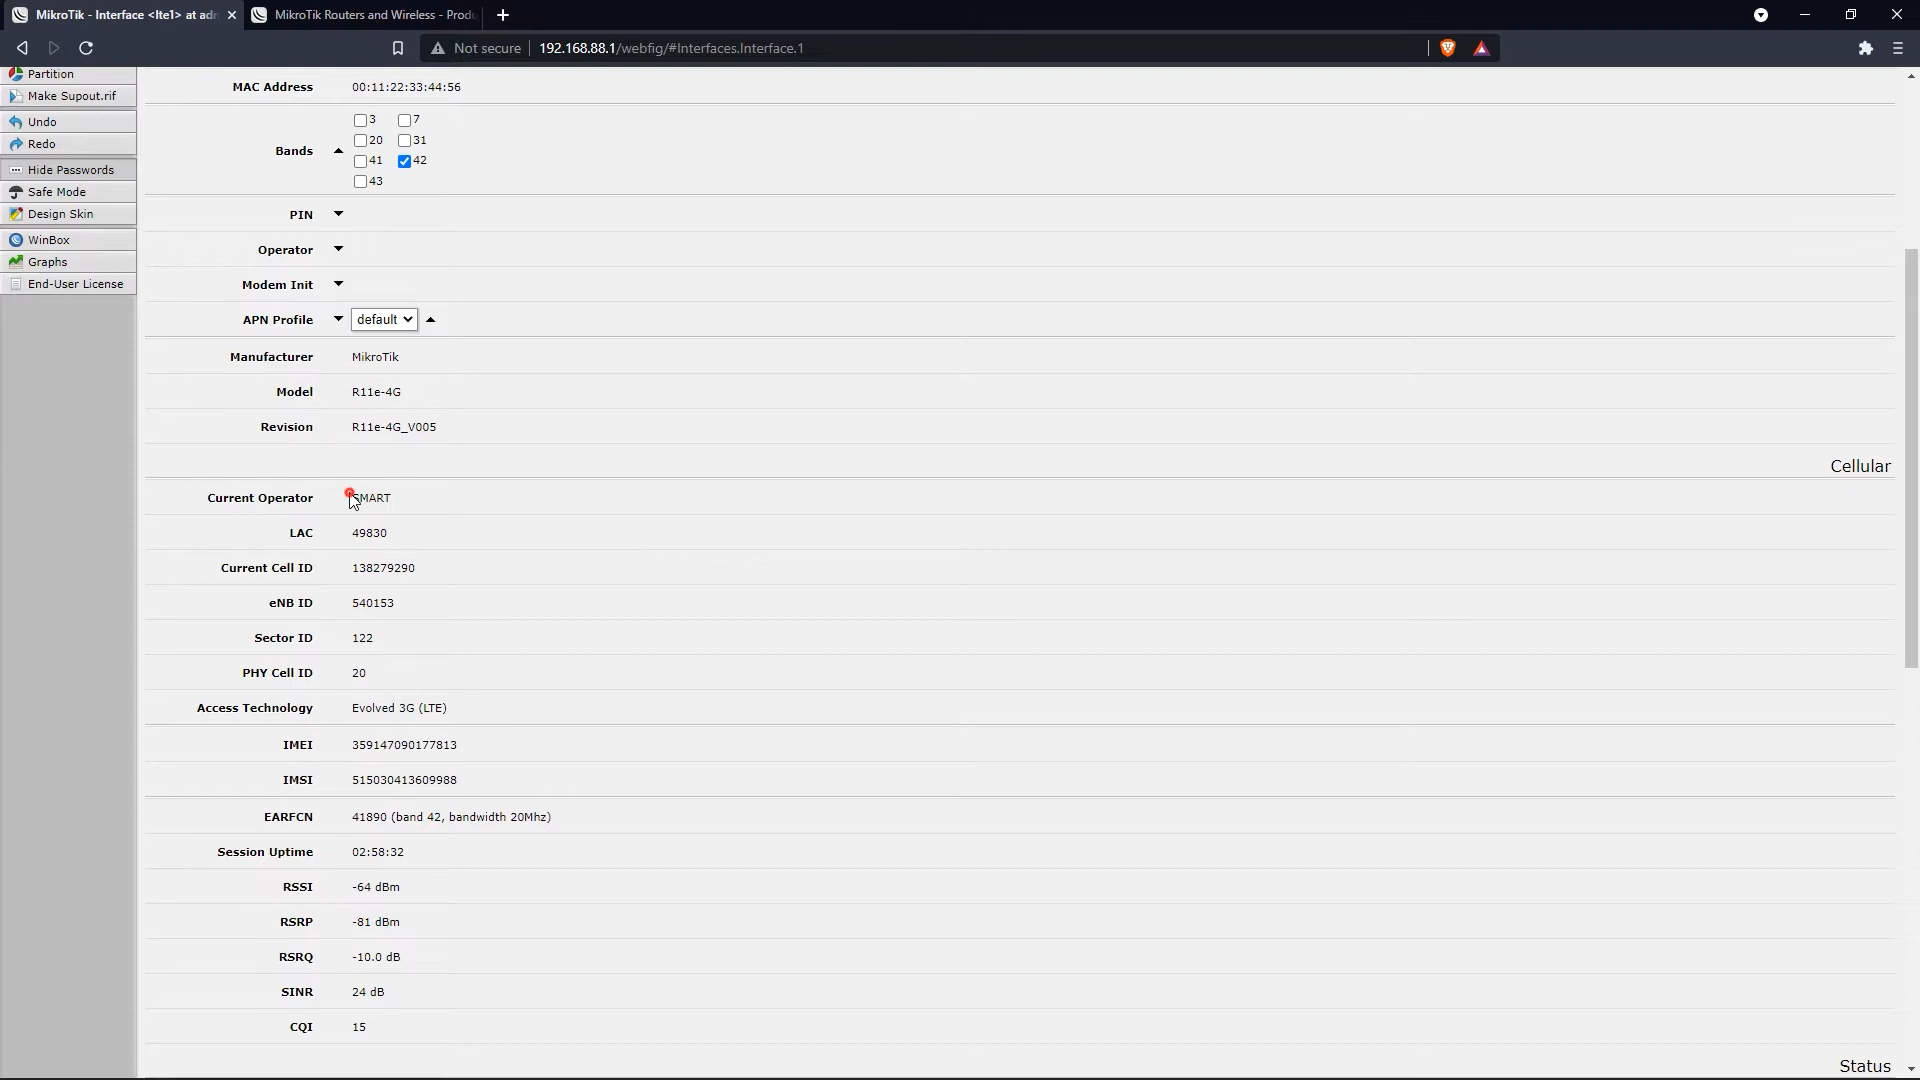 MikroTik - Interface <lte1> at adn
MikroTik Routers and Wireless - Produ
Not secure
192.168.88.1/webfig/#Interfaces.Interface.1
Partition
Make Supout.rif
Undo
Redo
Hide Passwords
Safe Mode
Design Skin
WinBox
Graphs
End-User License
MAC Address 00:11:22:33:44:56
Bands
3 7
20 31
41 42
43
PIN
Operator
Modem Init
APN Profile default
Manufacturer MikroTik
Model R11e-4G
Revision R11e-4G_V005
Cellular
Current Operator SMART
LAC 49830
Current Cell ID 138279290
eNB ID 540153
Sector ID 122
PHY Cell ID 20
Access Technology Evolved 3G (LTE)
IMEI 359147090177813
IMSI 515030413609988
EARFCN 41890 (band 42, bandwidth 20Mhz)
Session Uptime 02:58:32
RSSI -64 dBm
RSRP -81 dBm
RSRQ -10.0 dB
SINR 24 dB
CQI 15
Status